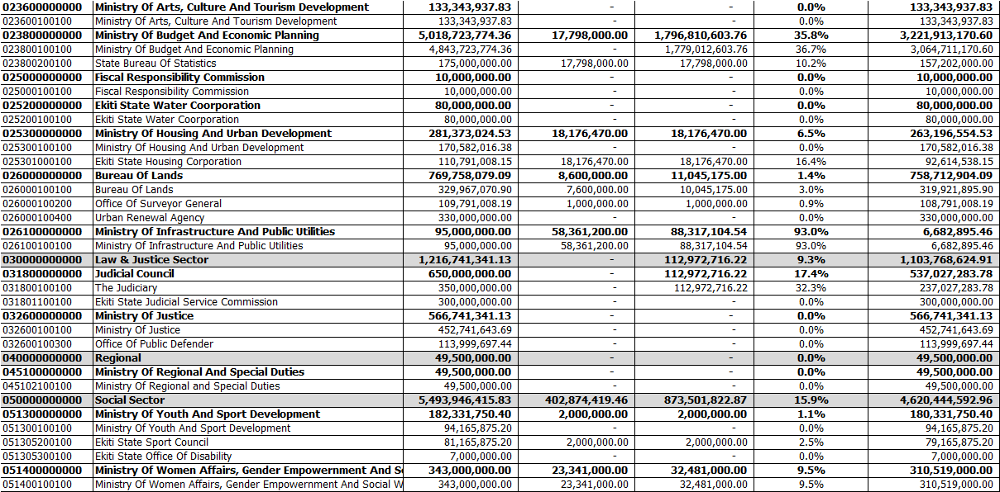 023600000000 Ministry Of Arts, Culture And Tourism Development 133,343,937.83 - - 0.0% 133,343,937.83
023600100100 Ministry Of Arts, Culture And Tourism Development 133,343,937.83 - - 0.0% 133,343,937.83
023800000000 Ministry Of Budget And Economic Planning 5,018,723,774.36 17,798,000.00 1,796,810,603.76 35.8% 3,221,913,170.60
023800100100 Ministry Of Budget And Economic Planning 4,843,723,774.36 - 1,779,012,603.76 36.7% 3,064,711,170.60
023800200100 State Bureau Of Statistics 175,000,000.00 17,798,000.00 17,798,000.00 10.2% 157,202,000.00
025000000000 Fiscal Responsibility Commission 10,000,000.00 - - 0.0% 10,000,000.00
025000100100 Fiscal Responsibility Commission 10,000,000.00 - - 0.0% 10,000,000.00
025200000000 Ekiti State Water Coorporation 80,000,000.00 - - 0.0% 80,000,000.00
025200100100 Ekiti State Water Coorporation 80,000,000.00 - - 0.0% 80,000,000.00
025300000000 Ministry Of Housing And Urban Development 281,373,024.53 18,176,470.00 18,176,470.00 6.5% 263,196,554.53
025300100100 Ministry Of Housing And Urban Development 170,582,016.38 - - 0.0% 170,582,016.38
025301000100 Ekiti State Housing Corporation 110,791,008.15 18,176,470.00 18,176,470.00 16.4% 92,614,538.15
026000000000 Bureau Of Lands 769,758,079.09 8,600,000.00 11,045,175.00 1.4% 758,712,904.09
026000100100 Bureau Of Lands 329,967,070.90 7,600,000.00 10,045,175.00 3.0% 319,921,895.90
026000100200 Office Of Surveyor General 109,791,008.19 1,000,000.00 1,000,000.00 0.9% 108,791,008.19
026000100400 Urban Renewal Agency 330,000,000.00 - - 0.0% 330,000,000.00
026100000000 Ministry Of Infrastructure And Public Utilities 95,000,000.00 58,361,200.00 88,317,104.54 93.0% 6,682,895.46
026100100100 Ministry Of Infrastructure And Public Utilities 95,000,000.00 58,361,200.00 88,317,104.54 93.0% 6,682,895.46
030000000000 Law & Justice Sector 1,216,741,341.13 - 112,972,716.22 9.3% 1,103,768,624.91
031800000000 Judicial Council 650,000,000.00 - 112,972,716.22 17.4% 537,027,283.78
031800100100 The Judiciary 350,000,000.00 - 112,972,716.22 32.3% 237,027,283.78
031801100100 Ekiti State Judicial Service Commission 300,000,000.00 - - 0.0% 300,000,000.00
032600000000 Ministry Of Justice 566,741,341.13 - - 0.0% 566,741,341.13
032600100100 Ministry Of Justice 452,741,643.69 - - 0.0% 452,741,643.69
032600100300 Office Of Public Defender 113,999,697.44 - - 0.0% 113,999,697.44
040000000000 Regional 49,500,000.00 - - 0.0% 49,500,000.00
045100000000 Ministry Of Regional And Special Duties 49,500,000.00 - - 0.0% 49,500,000.00
045102100100 Ministry Of Regional and Special Duties 49,500,000.00 - - 0.0% 49,500,000.00
050000000000 Social Sector 5,493,946,415.83 402,874,419.46 873,501,822.87 15.9% 4,620,444,592.96
051300000000 Ministry Of Youth And Sport Development 182,331,750.40 2,000,000.00 2,000,000.00 1.1% 180,331,750.40
051300100100 Ministry Of Youth And Sport Development 94,165,875.20 - - 0.0% 94,165,875.20
051305200100 Ekiti State Sport Council 81,165,875.20 2,000,000.00 2,000,000.00 2.5% 79,165,875.20
051305300100 Ekiti State Office Of Disability 7,000,000.00 - - 0.0% 7,000,000.00
051400000000 Ministry Of Women Affairs, Gender Empowernment And So 343,000,000.00 23,341,000.00 32,481,000.00 9.5% 310,519,000.00
051400100100 Ministry Of Women Affairs, Gender Empowernment And Social W 343,000,000.00 23,341,000.00 32,481,000.00 9.5% 310,519,000.00